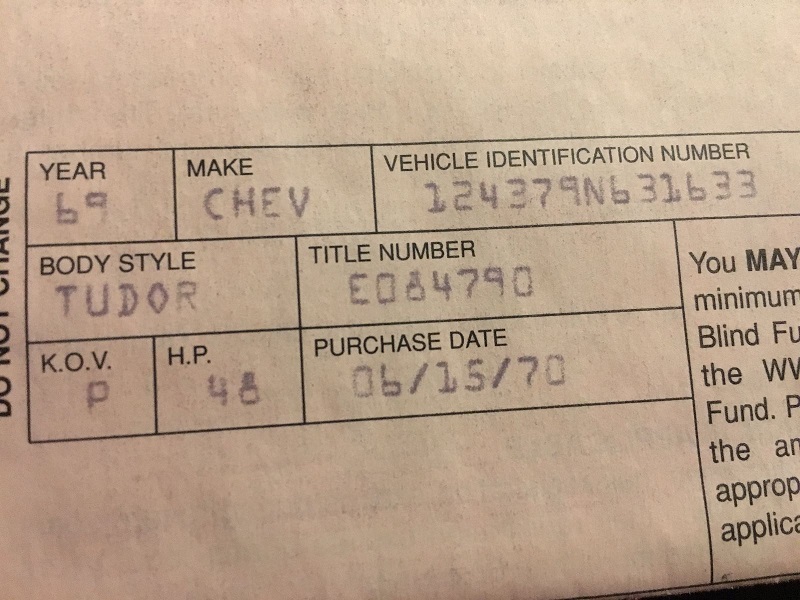 DO NOT CHANGE
YEAR MAKE VEHICLE IDENTIFICATION NUMBER
69 CHEV 124379N631633
BODY STYLE TITLE NUMBER
TUDOR E084790
K.O.V. H.P. PURCHASE DATE
P 48 06/15/70
You MAY
minimum
Blind Fu
the WV
Fund. P
the am
approp
applica